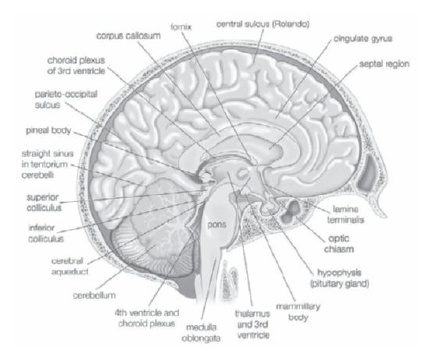 fornix
central sulcus (Rolando)
corpus callosum
cingulate gyrus
choroid plexus
of 3rd ventricle
septal region
parieto-occipital
sulcus
pineal body
straight sinus
in tentorium
cerebelli
superior
colliculus
inferior
colliculus
cerebral
aqueduct
cerebellum
4th ventricle and
choroid plexus
medulla
oblongata
pons
thalamus
and 3rd
ventricle
mammillary
body
hypophysis
(pituitary gland)
optic
chiasm
lamina
terminalis